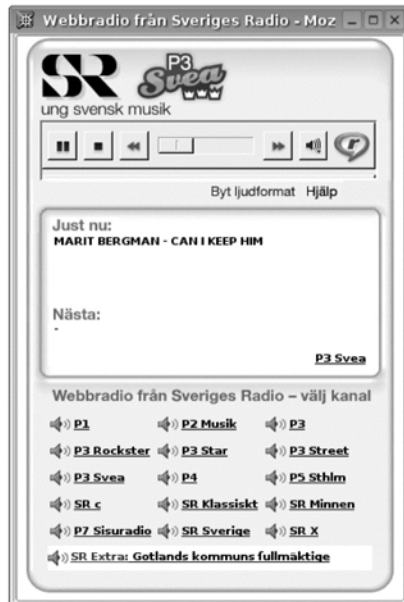 Webbradio från Sveriges Radio - Moz
SR P3 Svea
ung svensk musik
Byt ljudformat Hjälp
Just nu:
MARIT BERGMAN - CAN I KEEP HIM
Nästa:
-
P3 Svea
Webbradio från Sveriges Radio – välj kanal
P1 P2 Musik P3
P3 Rockster P3 Star P3 Street
P3 Svea P4 P5 Sthlm
SR c SR Klassiskt SR Minnen
P7 Sisuradio SR Sverige SR X
SR Extra: Gotlands kommuns fullmäktige